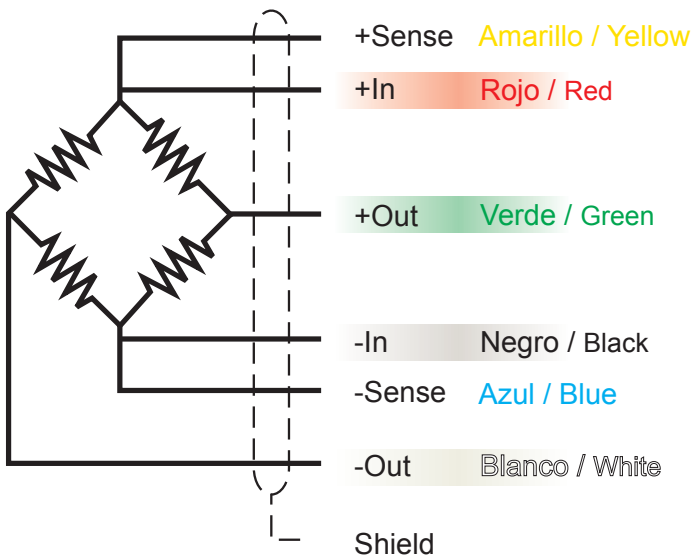 +Sense Amarillo / Yellow
+In Rojo / Red
+Out Verde / Green
-In Negro / Black
-Sense Azul / Blue
-Out Blanco / White
Shield